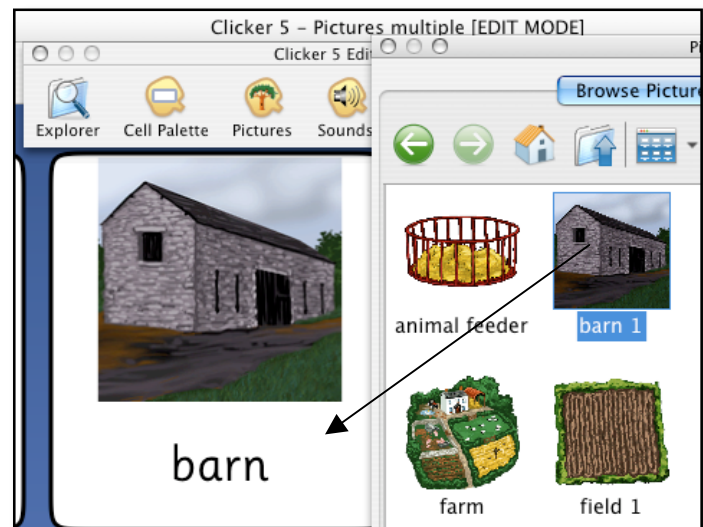 Clicker 5 – Pictures multiple [EDIT MODE]
Clicker 5 Edi
Pi
Explorer Cell Palette Pictures Sounds
Browse Picture
animal feeder barn 1
barn
farm field 1